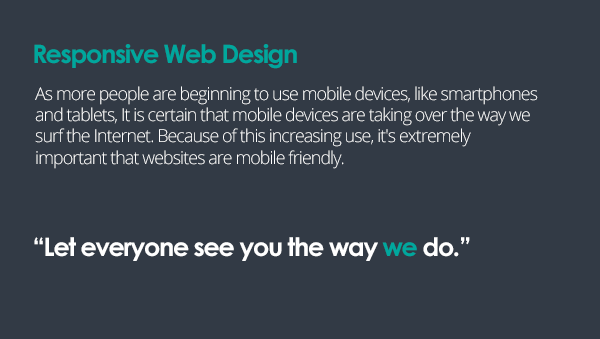 Responsive Web Design
As more people are beginning to use mobile devices, like smartphones
and tablets, It is certain that mobile devices are taking over the way we
surf the Internet. Because of this increasing use, it's extremely
important that websites are mobile friendly.
“Let everyone see you the way we do.”